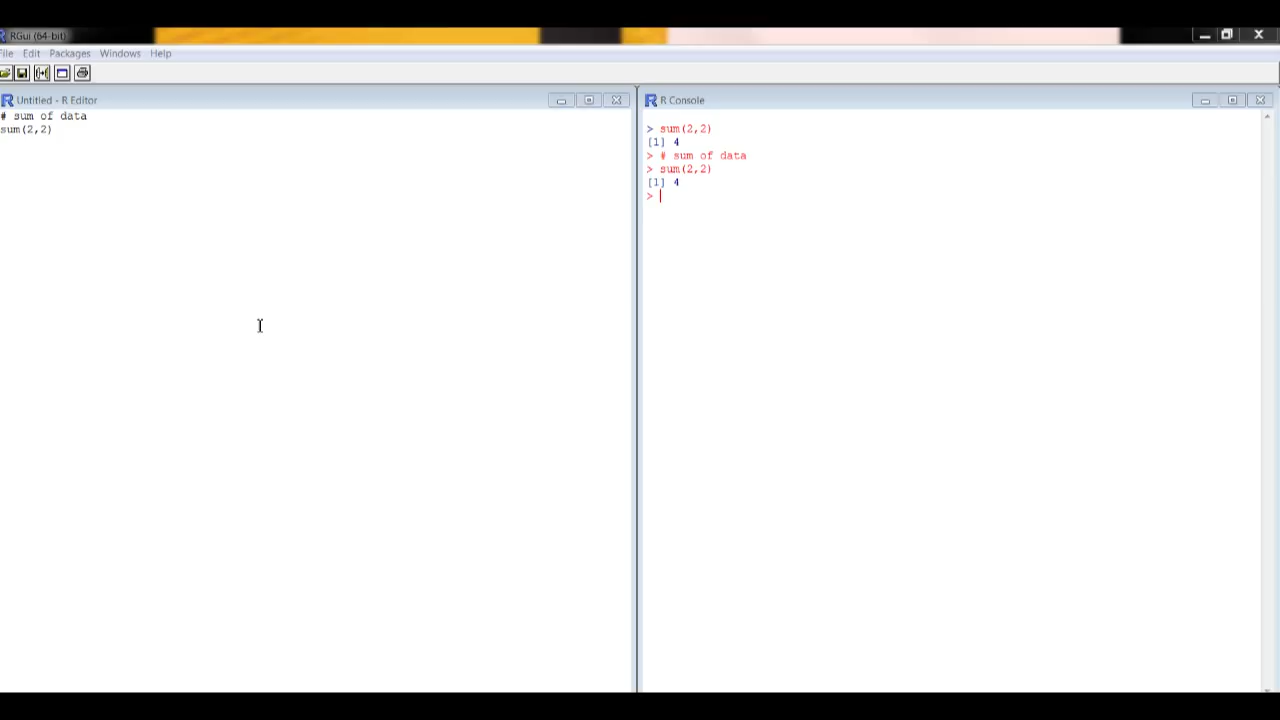 RGui (64-bit)
File Edit Packages Windows Help
Untitled - R Editor
# sum of data
sum(2,2)
R Console
> sum(2,2)
[1] 4
> # sum of data
> sum(2,2)
[1] 4
>